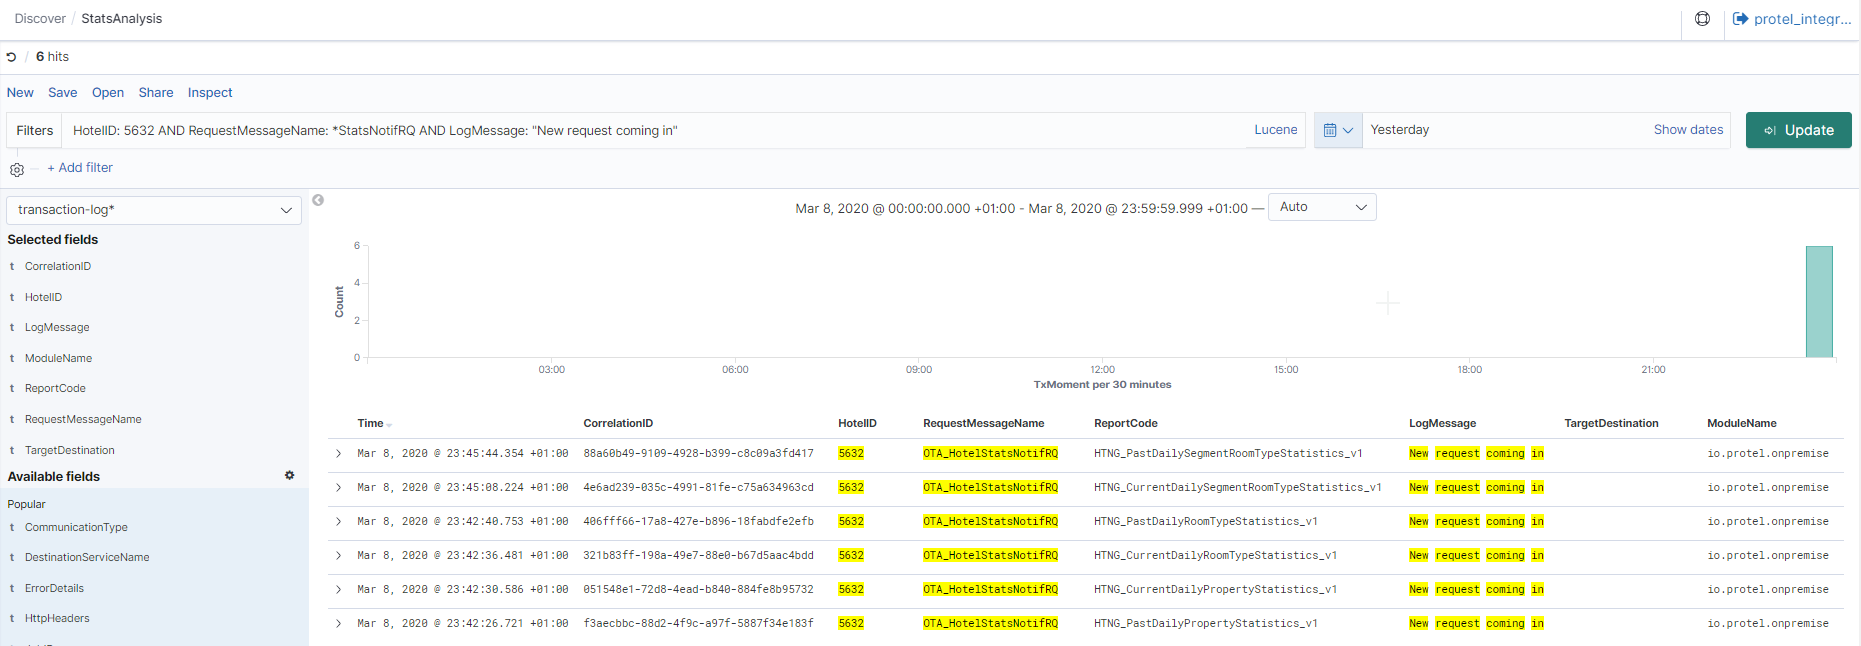 Discover / StatsAnalysis
protel_integr...
/ 6 hits
New Save Open Share Inspect
Filters HotelID: 5632 AND RequestMessageName: *StatsNotifRQ AND LogMessage: "New request coming in" Lucene Yesterday Show dates Update
+ Add filter
transaction-log*
Mar 8, 2020 @ 00:00:00.000 +01:00 - Mar 8, 2020 @ 23:59:59.999 +01:00 — Auto
Selected fields
t CorrelationID
t HotelID
t LogMessage
t ModuleName
t ReportCode
t RequestMessageName
t TargetDestination
Available fields
Popular
t CommunicationType
t DestinationServiceName
t ErrorDetails
t HttpHeaders
Count
6
4
2
0
03:00 06:00 09:00 12:00 15:00 18:00 21:00
TxMoment per 30 minutes
Time CorrelationID HotelID RequestMessageName ReportCode LogMessage TargetDestination ModuleName
Mar 8, 2020 @ 23:45:44.354 +01:00 88a60b49-9109-4928-b399-c8c09a3fd417 5632 OTA_HotelStatsNotifRQ HTNG_PastDailySegmentRoomTypeStatistics_v1 New request coming in io.protel.onpremise
Mar 8, 2020 @ 23:45:08.224 +01:00 4e6ad239-035c-4991-81fe-c75a634963cd 5632 OTA_HotelStatsNotifRQ HTNG_CurrentDailySegmentRoomTypeStatistics_v1 New request coming in io.protel.onpremise
Mar 8, 2020 @ 23:42:40.753 +01:00 406fff66-17a8-427e-b896-18fabdfe2efb 5632 OTA_HotelStatsNotifRQ HTNG_PastDailyRoomTypeStatistics_v1 New request coming in io.protel.onpremise
Mar 8, 2020 @ 23:42:36.481 +01:00 321b83ff-198a-49e7-88e0-b67d5aac4bdd 5632 OTA_HotelStatsNotifRQ HTNG_CurrentDailyRoomTypeStatistics_v1 New request coming in io.protel.onpremise
Mar 8, 2020 @ 23:42:30.586 +01:00 051548e1-72d8-4ead-b840-884fe8b95732 5632 OTA_HotelStatsNotifRQ HTNG_CurrentDailyPropertyStatistics_v1 New request coming in io.protel.onpremise
Mar 8, 2020 @ 23:42:26.721 +01:00 f3aecbbc-88d2-4f9c-a97f-5887f34e183f 5632 OTA_HotelStatsNotifRQ HTNG_PastDailyPropertyStatistics_v1 New request coming in io.protel.onpremise